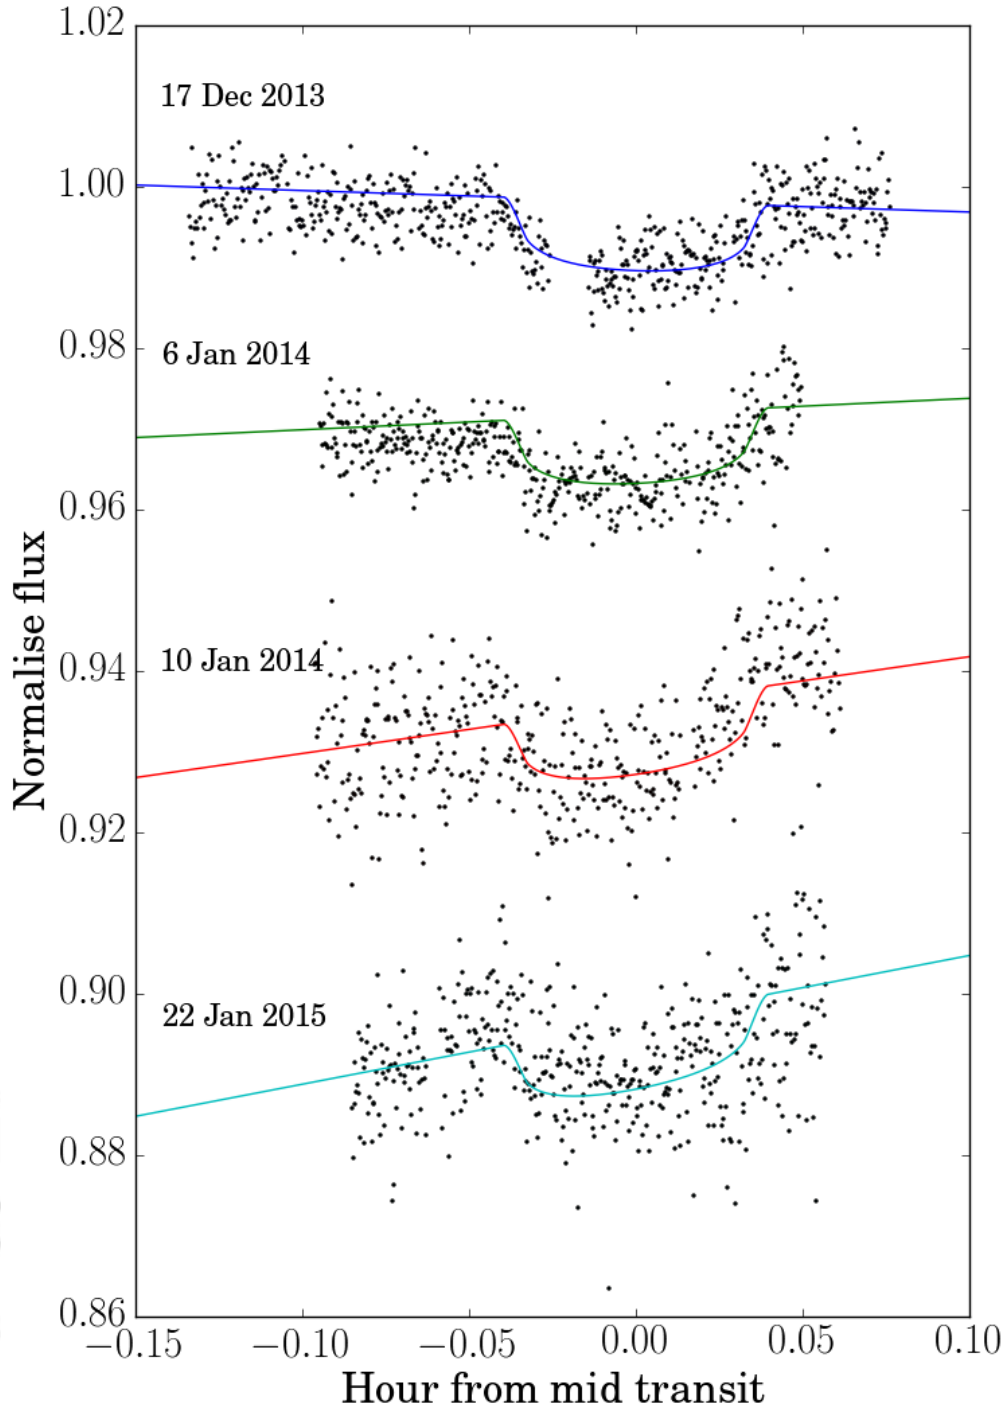 1.02
17 Dec 2013
1.00
0.98
6 Jan 2014
0.96
Normalise flux
10 Jan 2014
0.94
0.92
0.90
22 Jan 2015
0.88
0.86
−0.15 −0.10 −0.05 0.00 0.05 0.10
Hour from mid transit